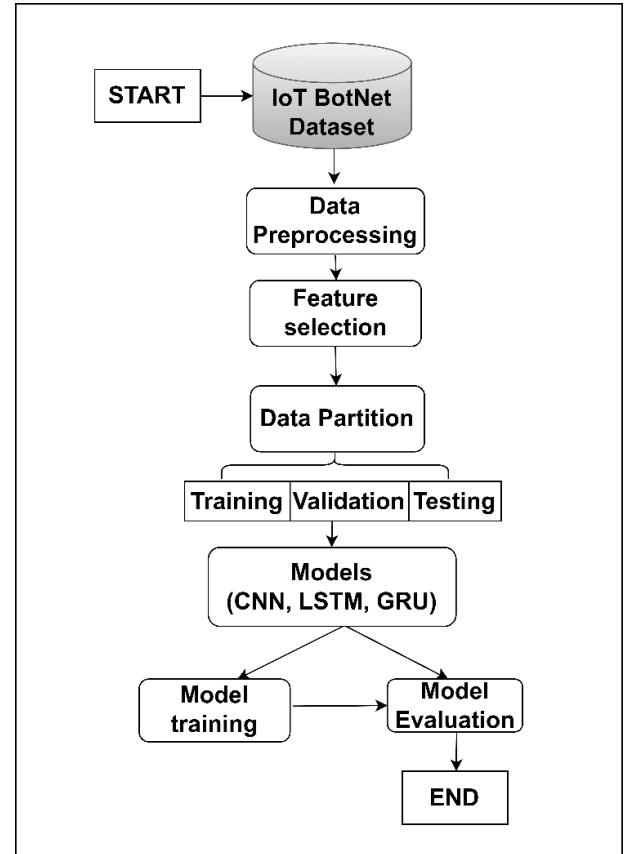 START
IoT BotNet
Dataset
Data
Preprocessing
Feature
selection
Data Partition
Training Validation Testing
Models
(CNN, LSTM, GRU)
Model
training
Model
Evaluation
END